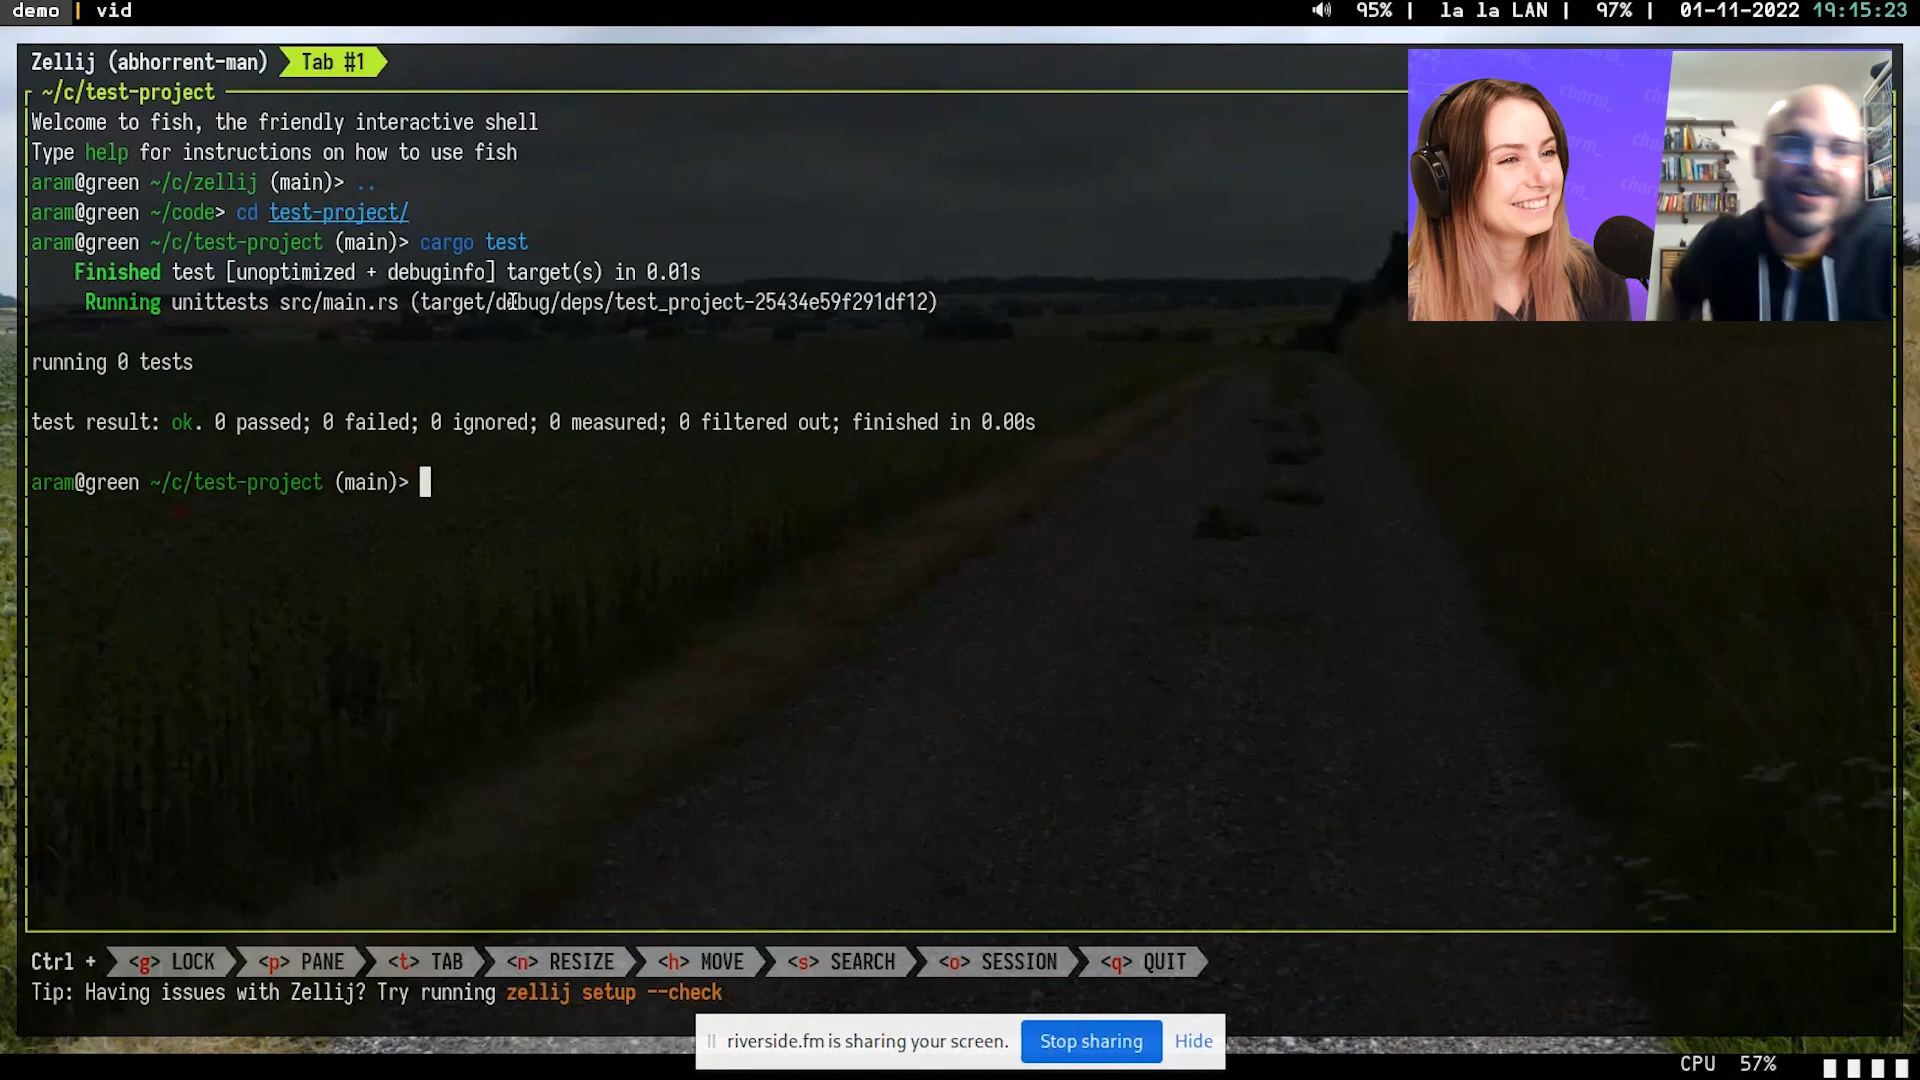 demo | vid
95% | la la LAN | 97% | 01-11-2022 19:15:23
Zellij (abhorrent-man) Tab #1
~/c/test-project
Welcome to fish, the friendly interactive shell
Type help for instructions on how to use fish
aram@green ~/c/zellij (main)> ..
aram@green ~/code> cd test-project/
aram@green ~/c/test-project (main)> cargo test
Finished test [unoptimized + debuginfo] target(s) in 0.01s
Running unittests src/main.rs (target/debug/deps/test_project-25434e59f291df12)
running 0 tests
test result: ok. 0 passed; 0 failed; 0 ignored; 0 measured; 0 filtered out; finished in 0.00s
aram@green ~/c/test-project (main)>
charm_
Ctrl + <g> LOCK <p> PANE <t> TAB <n> RESIZE <h> MOVE <s> SEARCH <o> SESSION <q> QUIT
Tip: Having issues with Zellij? Try running zellij setup --check
riverside.fm is sharing your screen. Stop sharing Hide
CPU 57%